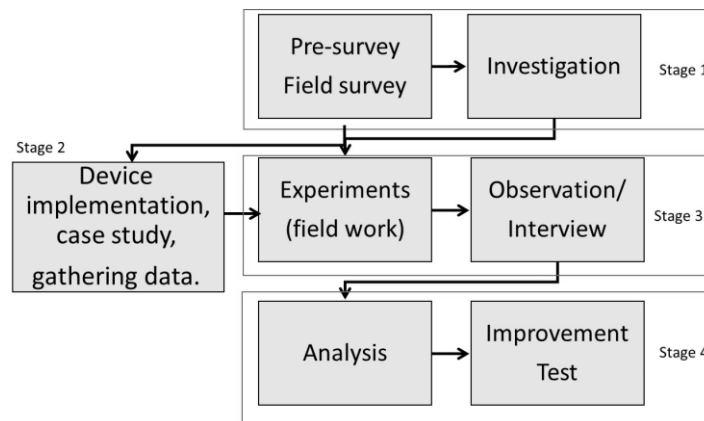 Pre-survey
Field survey
Investigation
Stage 1
Stage 2
Device
implementation,
case study,
gathering data.
Experiments
(field work)
Observation/
Interview
Stage 3
Analysis
Improvement
Test
Stage 4